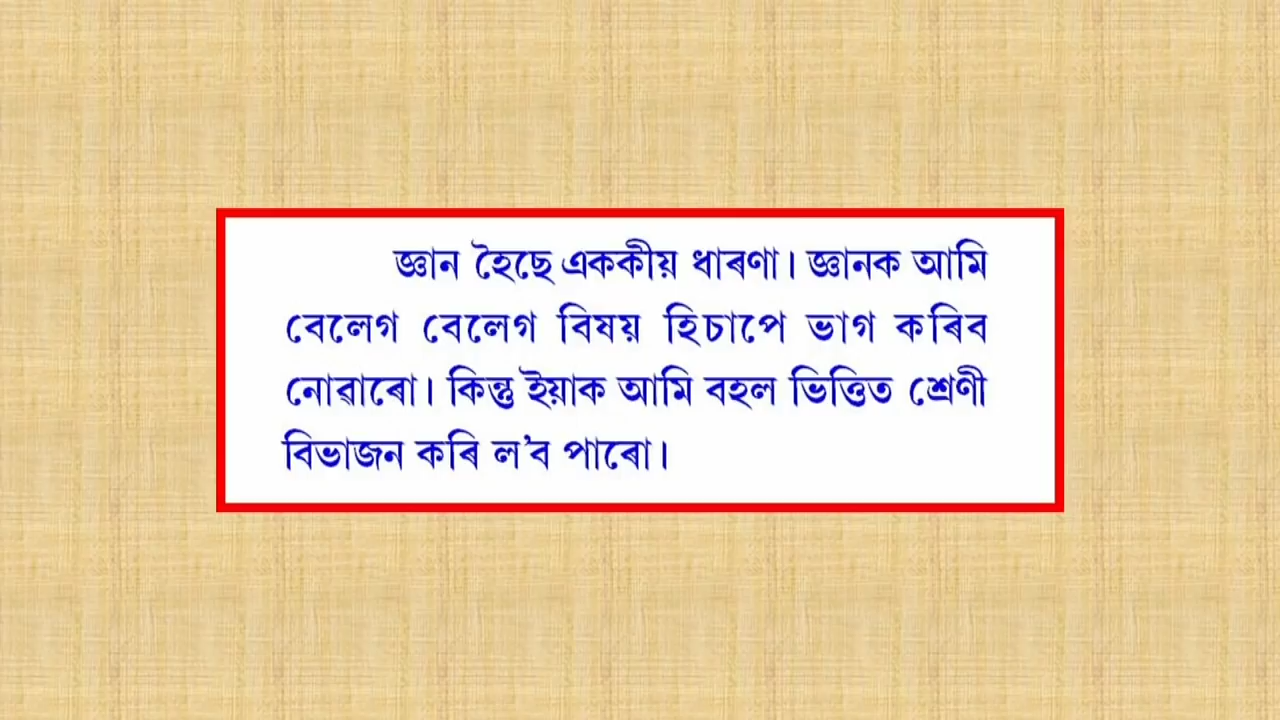 জ্ঞান হৈছে এককীয় ধাৰণা। জ্ঞানক আমি
বেলেগ বেলেগ বিষয় হিচাপে ভাগ কৰিব
নোৱাৰো। কিন্তু ইয়াক আমি বহল ভিত্তিত শ্ৰেণী
বিভাজন কৰি ল'ব পাৰো।